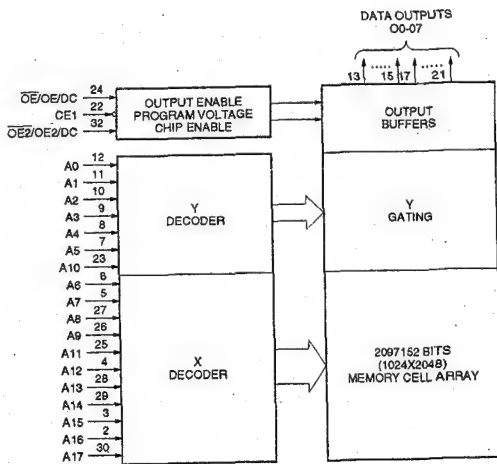 DATA OUTPUTS
O0-07
13 ..... 15 17 ..... 21
24
OE/OE/DC
22
CE1
32
OE2/OE2/DC
OUTPUT ENABLE
PROGRAM VOLTAGE
CHIP ENABLE
OUTPUT
BUFFERS
A0 12
A1 11
A2 10
A3 9
A4 8
A5 7
A10 23
Y
DECODER
Y
GATING
A6 6
A7 5
A8 27
A9 26
A11 25
A12 4
A13 28
A14 29
A15 3
A16 2
A17 30
X
DECODER
2097152 BITS
(1024X2048)
MEMORY CELL ARRAY